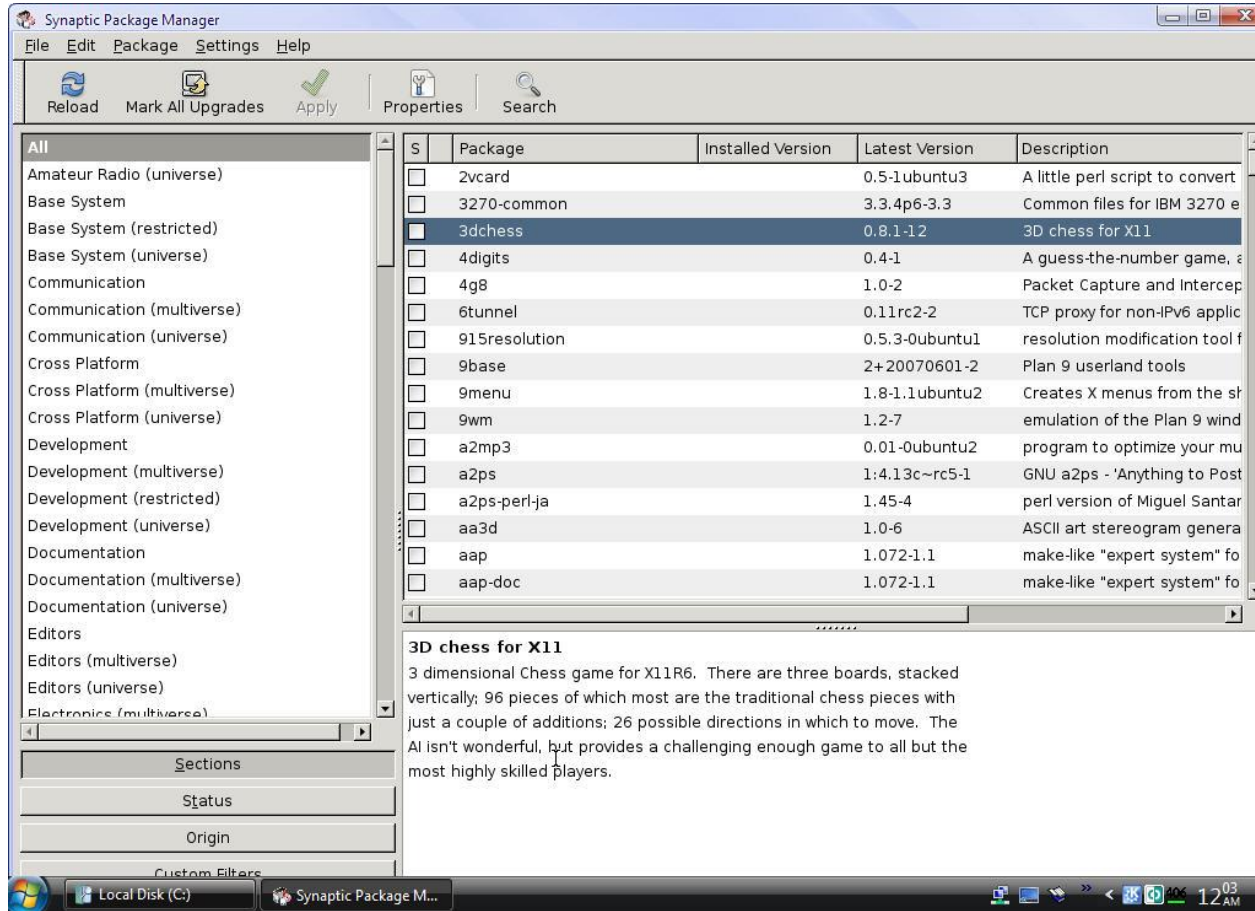 Synaptic Package Manager
File Edit Package Settings Help
Reload Mark All Upgrades Apply Properties Search
All
Amateur Radio (universe)
Base System
Base System (restricted)
Base System (universe)
Communication
Communication (multiverse)
Communication (universe)
Cross Platform
Cross Platform (multiverse)
Cross Platform (universe)
Development
Development (multiverse)
Development (restricted)
Development (universe)
Documentation
Documentation (multiverse)
Documentation (universe)
Editors
Editors (multiverse)
Editors (universe)
Electronics (multiverse)
Sections
Status
Origin
Custom Filters
S Package Installed Version Latest Version Description
2vcard 0.5-1ubuntu3 A little perl script to convert
3270-common 3.3.4p6-3.3 Common files for IBM 3270 e
3dchess 0.8.1-12 3D chess for X11
4digits 0.4-1 A guess-the-number game, a
4g8 1.0-2 Packet Capture and Intercep
6tunnel 0.11rc2-2 TCP proxy for non-IPv6 applic
915resolution 0.5.3-0ubuntu1 resolution modification tool f
9base 2+20070601-2 Plan 9 userland tools
9menu 1.8-1.1ubuntu2 Creates X menus from the sh
9wm 1.2-7 emulation of the Plan 9 wind
a2mp3 0.01-0ubuntu2 program to optimize your mu
a2ps 1:4.13c~rc5-1 GNU a2ps - 'Anything to Post
a2ps-perl-ja 1.45-4 perl version of Miguel Santar
aa3d 1.0-6 ASCII art stereogram genera
aap 1.072-1.1 make-like "expert system" fo
aap-doc 1.072-1.1 make-like "expert system" fo
3D chess for X11
3 dimensional Chess game for X11R6. There are three boards, stacked
vertically; 96 pieces of which most are the traditional chess pieces with
just a couple of additions; 26 possible directions in which to move. The
AI isn't wonderful, but provides a challenging enough game to all but the
most highly skilled players.
Local Disk (C:) Synaptic Package M... 106 12 03 AM